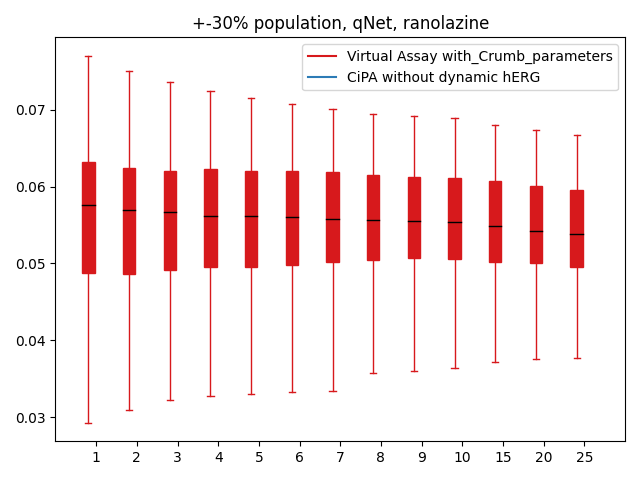 +-30% population, qNet, ranolazine
Virtual Assay with_Crumb_parameters
CiPA without dynamic hERG
0.07
0.06
0.05
0.04
0.03
1 2 3 4 5 6 7 8 9 10 15 20 25